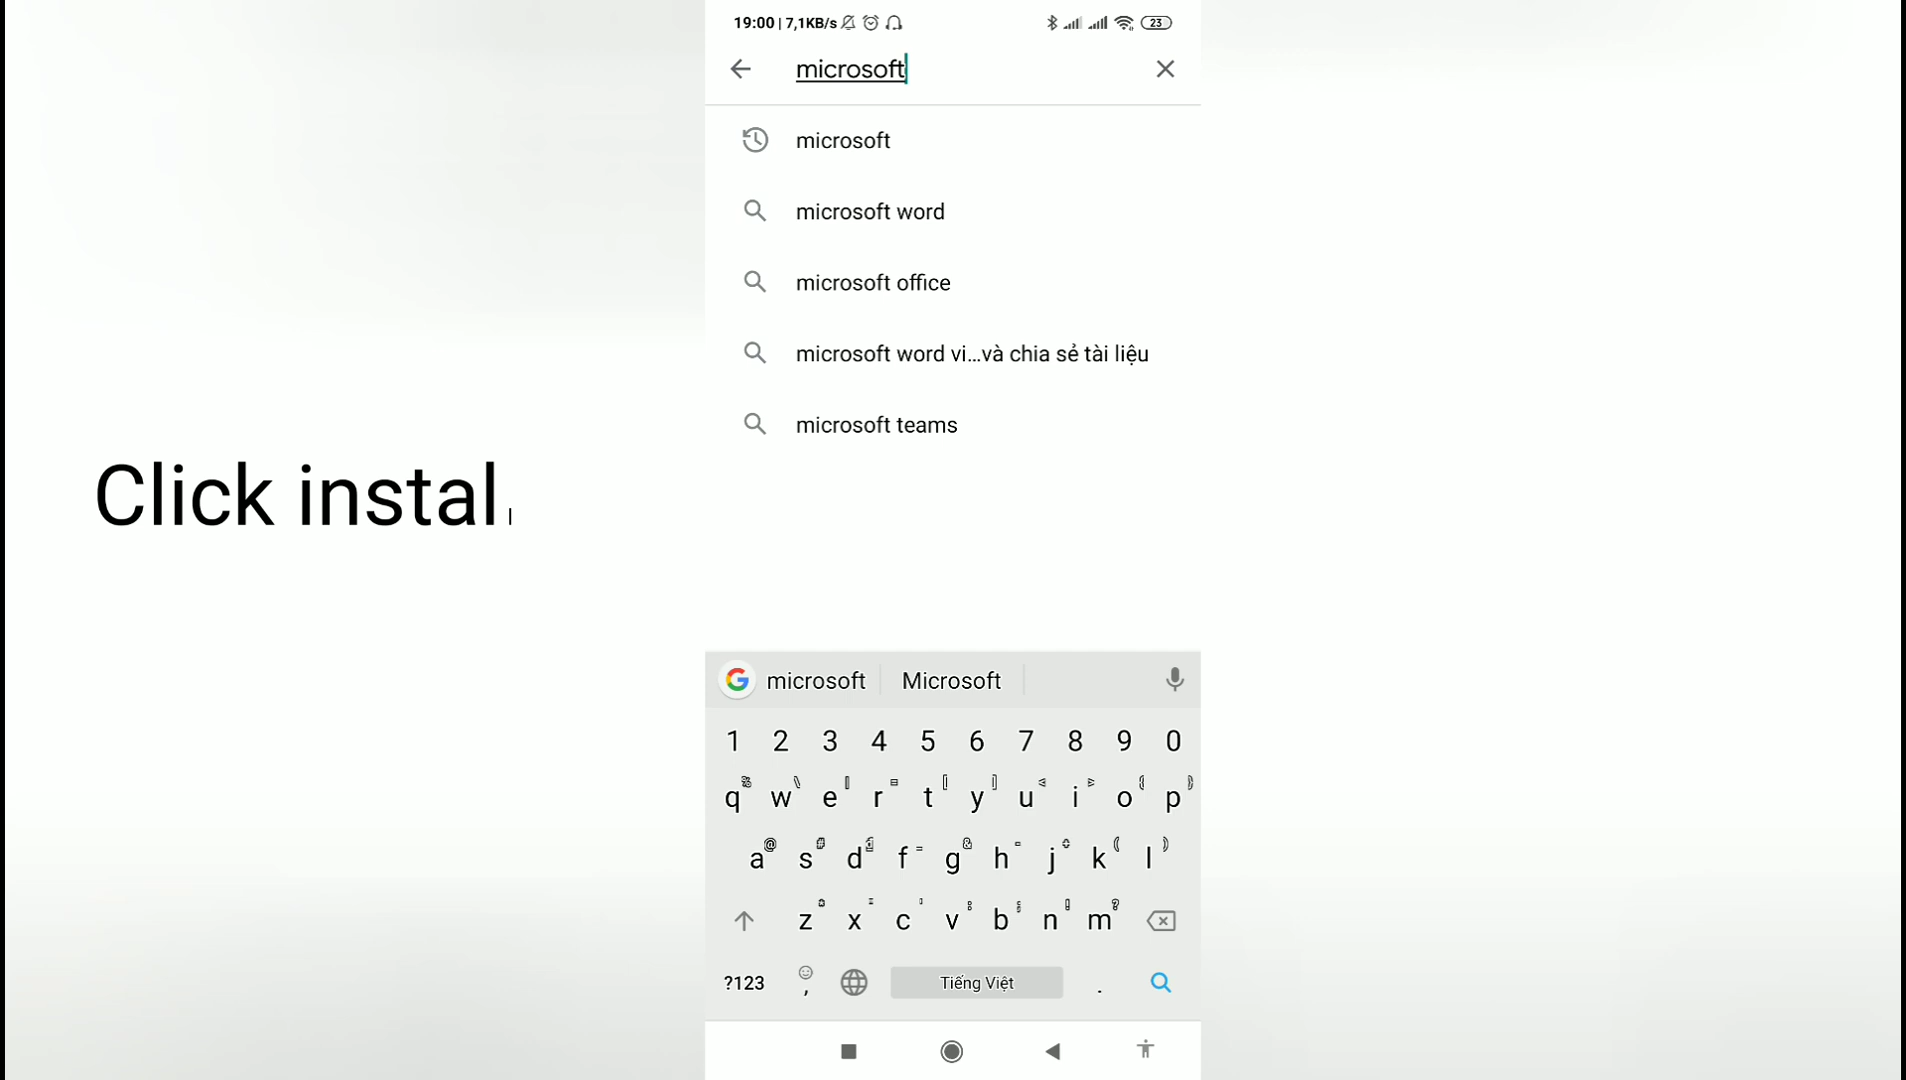 19:00 | 7,1KB/s
23
microsoft
microsoft
microsoft word
microsoft office
microsoft word vi...và chia sẻ tài liệu
microsoft teams
Click instal
microsoft Microsoft
1 2 3 4 5 6 7 8 9 0
q w e r t y u i o p
a s d f g h j k l
z x c v b n m
?123 , Tiếng Việt .